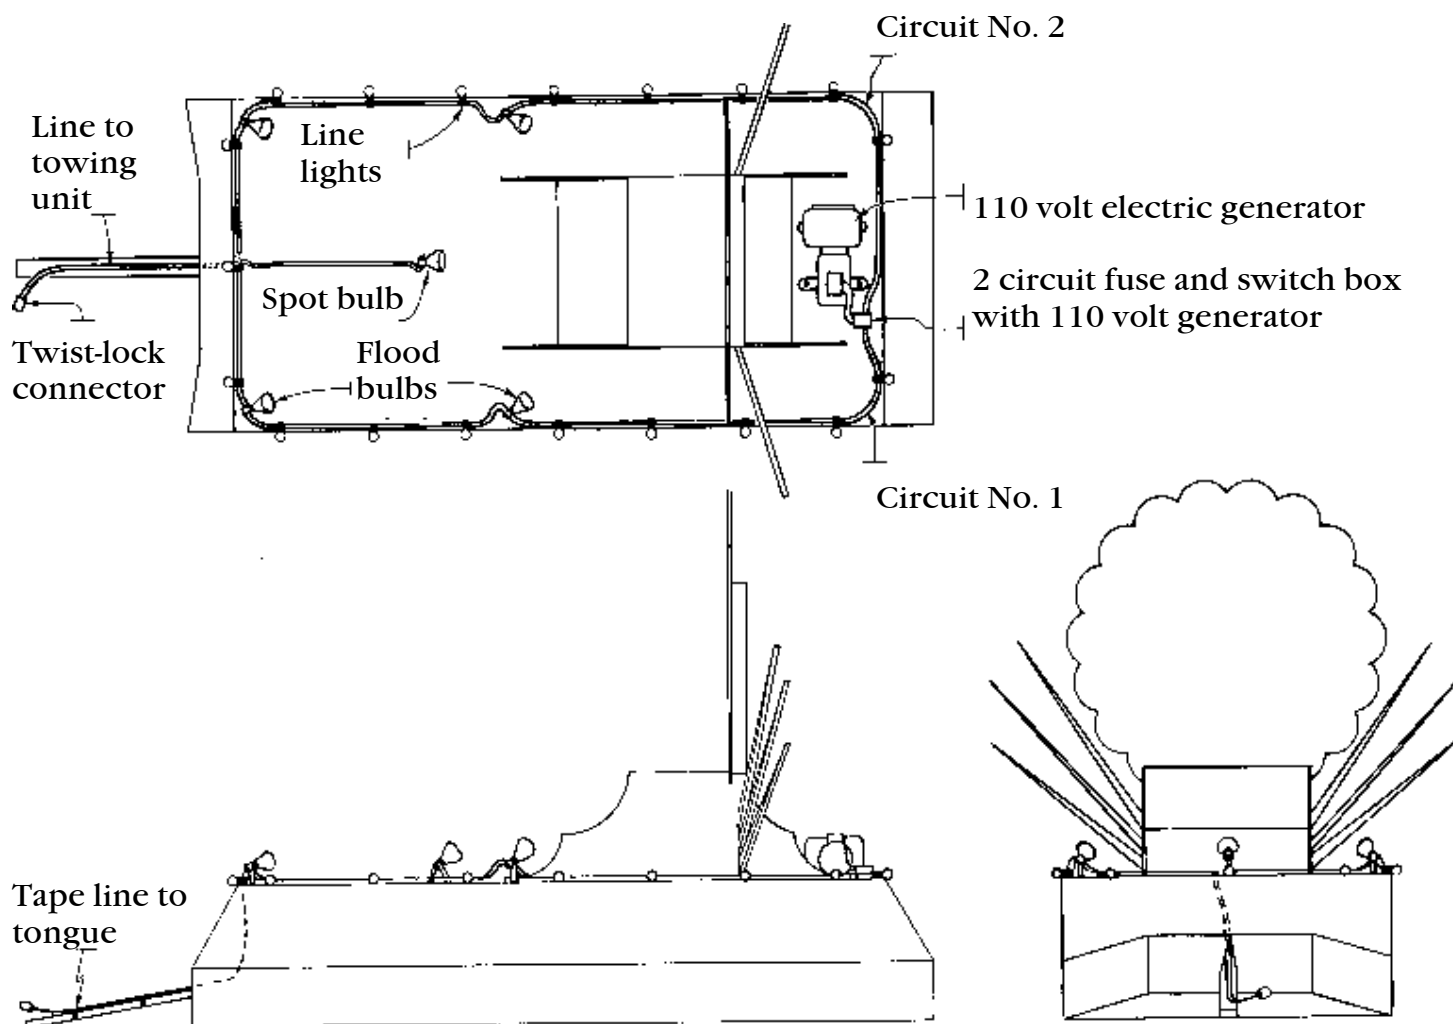 Circuit No. 2
Line to
towing
unit
Line
lights
110 volt electric generator
Spot bulb
2 circuit fuse and switch box
with 110 volt generator
Twist-lock
connector
Flood
bulbs
Circuit No. 1
Tape line to
tongue